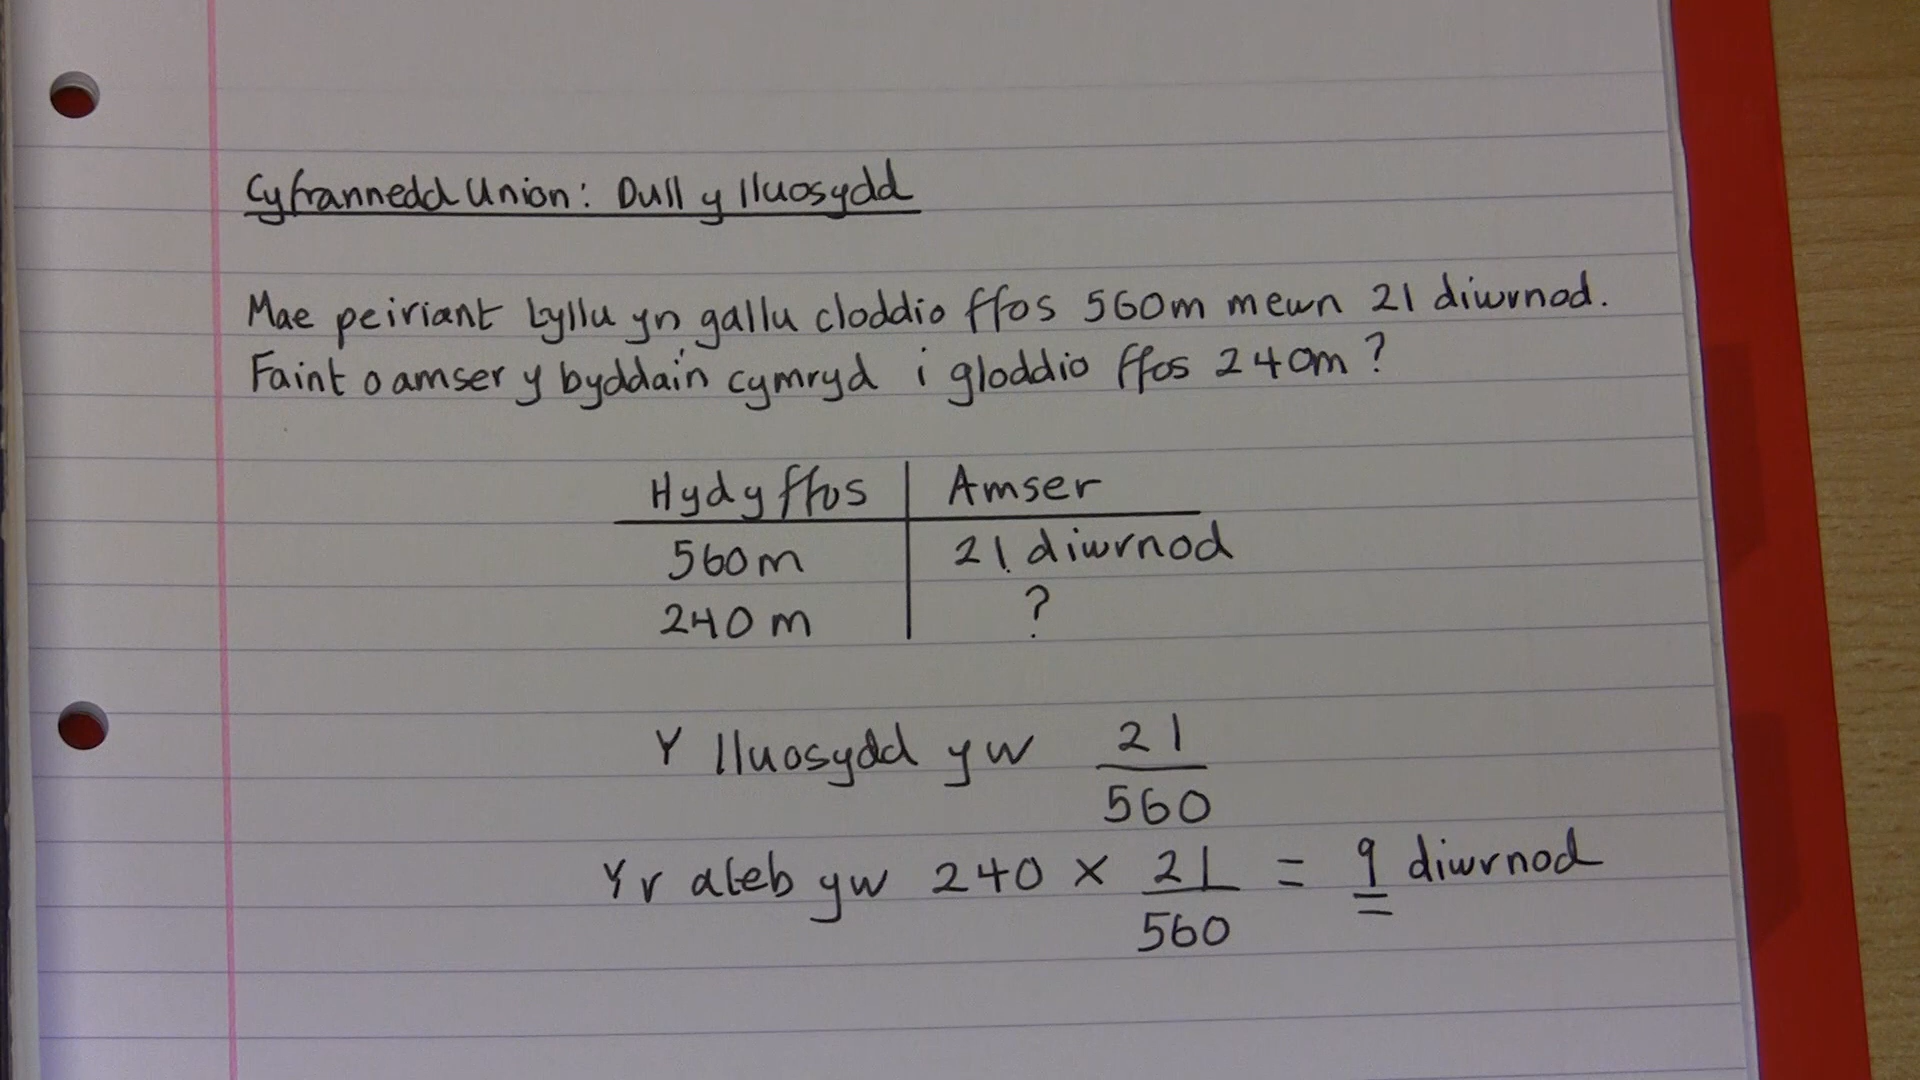 Cyfrannedd Union: Dull y lluosydd
Mae peiriant tyllu yn gallu cloddio ffos 560m mewn 21 diwrnod.
Faint o amser y byddai'n cymryd i gloddio ffos 240m?
Hyd y ffos | Amser
560m | 21 diwrnod
240m | ?
Y lluosydd yw 21/560
Yr ateb yw 240 × 21/560 = 9 diwrnod